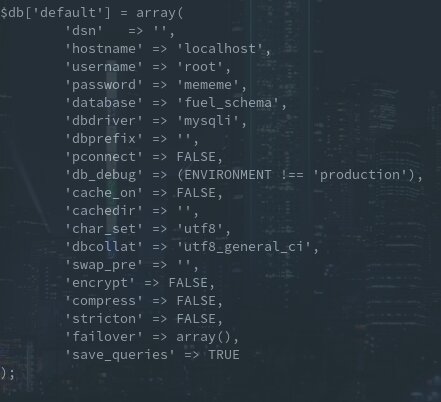 $db['default'] = array(
        'dsn'   => '',
        'hostname' => 'localhost',
        'username' => 'root',
        'password' => 'mememe',
        'database' => 'fuel_schema',
        'dbdriver' => 'mysqli',
        'dbprefix' => '',
        'pconnect' => FALSE,
        'db_debug' => (ENVIRONMENT !== 'production'),
        'cache_on' => FALSE,
        'cachedir' => '',
        'char_set' => 'utf8',
        'dbcollat' => 'utf8_general_ci',
        'swap_pre' => '',
        'encrypt' => FALSE,
        'compress' => FALSE,
        'stricton' => FALSE,
        'failover' => array(),
        'save_queries' => TRUE
);